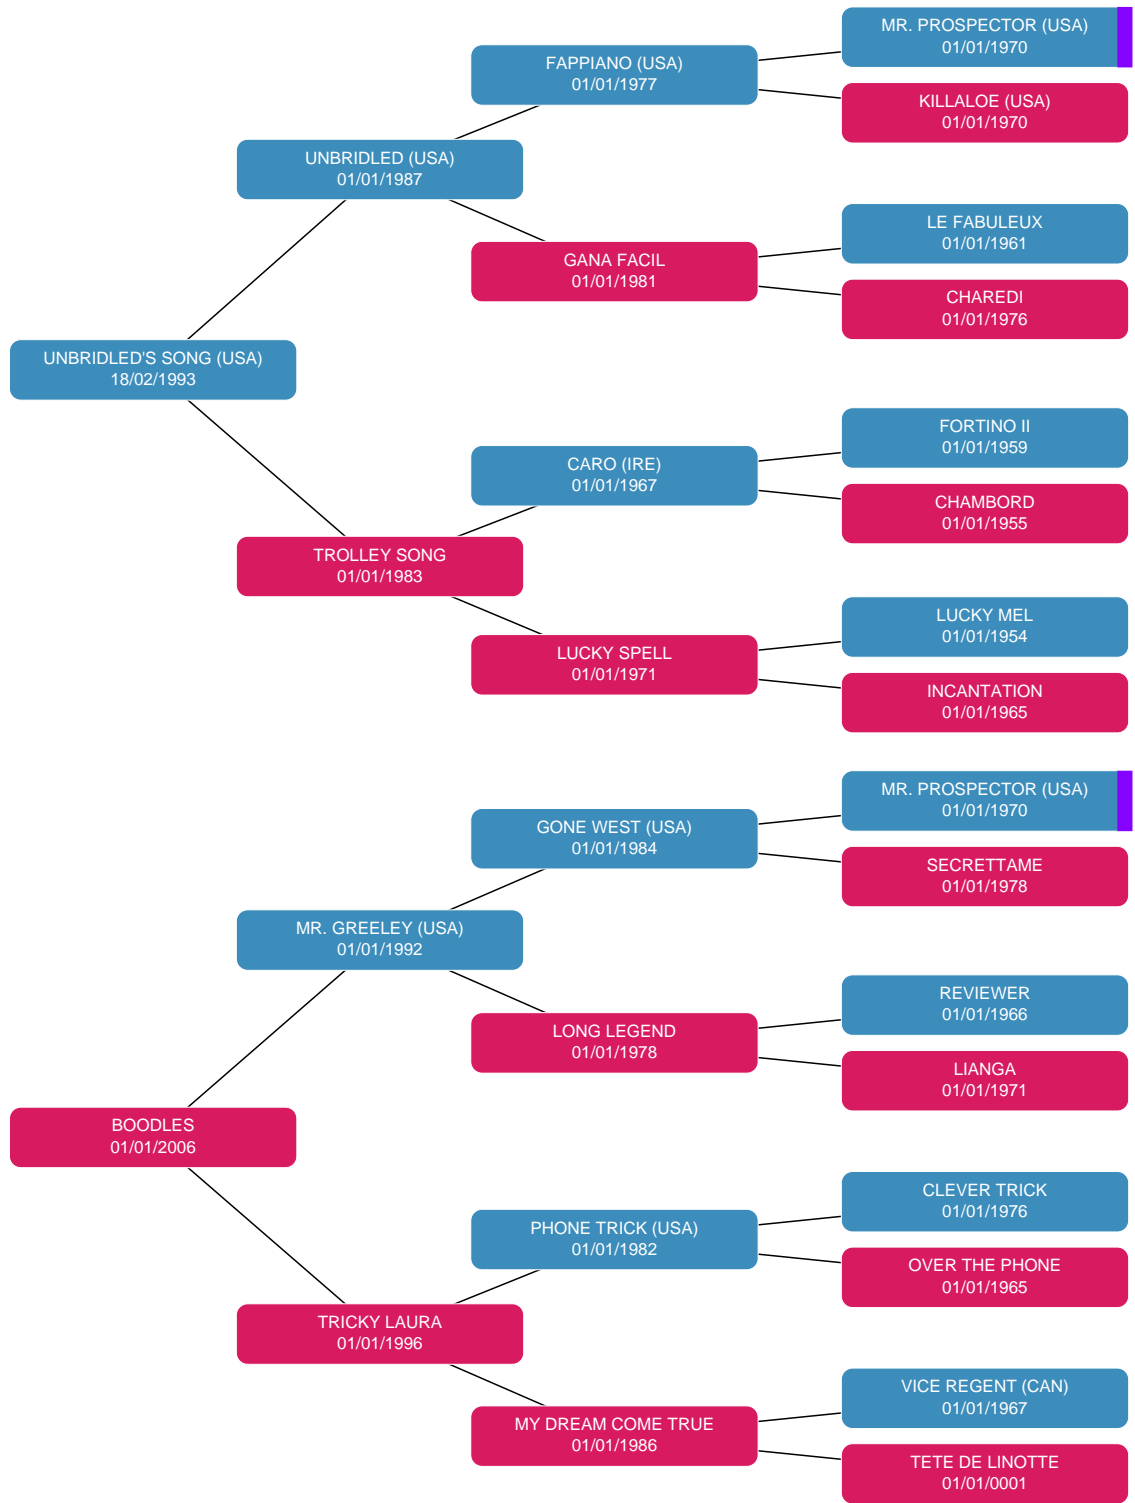 MR. PROSPECTOR (USA)
01/01/1970
FAPPIANO (USA)
01/01/1977
KILLALOE (USA)
01/01/1970
UNBRIDLED (USA)
01/01/1987
LE FABULEUX
01/01/1961
GANA FACIL
01/01/1981
CHAREDI
01/01/1976
UNBRIDLED'S SONG (USA)
18/02/1993
FORTINO II
01/01/1959
CARO (IRE)
01/01/1967
CHAMBORD
01/01/1955
TROLLEY SONG
01/01/1983
LUCKY MEL
01/01/1954
LUCKY SPELL
01/01/1971
INCANTATION
01/01/1965
MR. PROSPECTOR (USA)
01/01/1970
GONE WEST (USA)
01/01/1984
SECRETTAME
01/01/1978
MR. GREELEY (USA)
01/01/1992
REVIEWER
01/01/1966
LONG LEGEND
01/01/1978
LIANGA
01/01/1971
BOODLES
01/01/2006
CLEVER TRICK
01/01/1976
PHONE TRICK (USA)
01/01/1982
OVER THE PHONE
01/01/1965
TRICKY LAURA
01/01/1996
VICE REGENT (CAN)
01/01/1967
MY DREAM COME TRUE
01/01/1986
TETE DE LINOTTE
01/01/0001